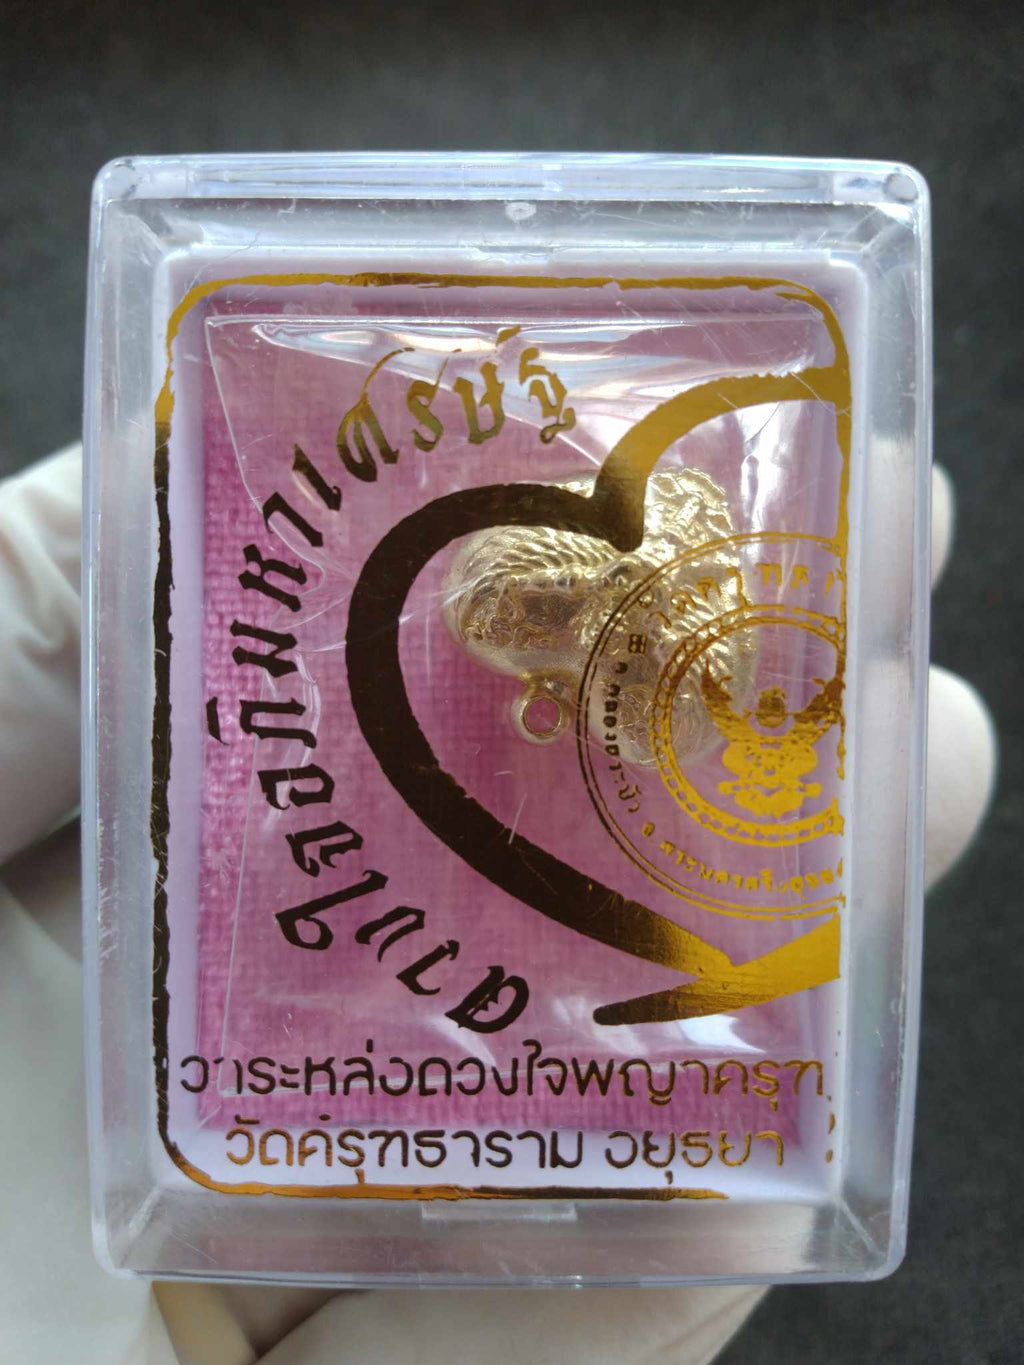 ดวงใจอภิมหาเศรษฐี
วาระหล่อดวงใจพญาครุฑ
วัดครุฑธาราม อยุธยา